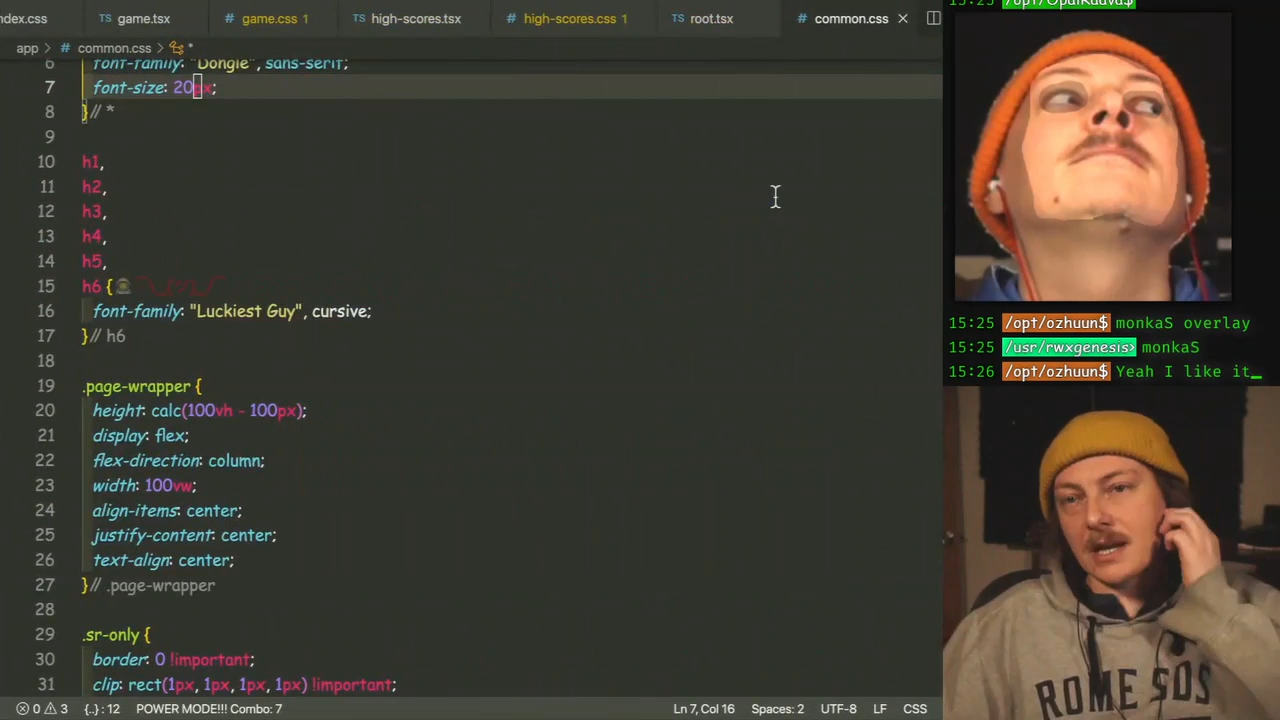 ndex.css game.tsx game.css 1 high-scores.tsx high-scores.css 1 root.tsx # common.css
app > # common.css > *
6 font-family: "Dongle", sans-serif;
7 font-size: 20px;
8 }// *
9
10 h1,
11 h2,
12 h3,
13 h4,
14 h5,
15 h6 {
16 font-family: "Luckiest Guy", cursive;
17 }// h6
18
19 .page-wrapper {
20 height: calc(100vh - 100px);
21 display: flex;
22 flex-direction: column;
23 width: 100vw;
24 align-items: center;
25 justify-content: center;
26 text-align: center;
27 }// .page-wrapper
28
29 .sr-only {
30 border: 0 !important;
31 clip: rect(1px, 1px, 1px, 1px) !important;
0 3 {..} : 12 POWER MODE!!! Combo: 7 Ln 7, Col 16 Spaces: 2 UTF-8 LF CSS
15:25 /opt/opalkaava$
15:25 /opt/ozhuun$ monkaS overlay
15:25 /usr/rwxgenesis> monkaS
15:26 /opt/ozhuun$ Yeah I like it_
ROME SDS